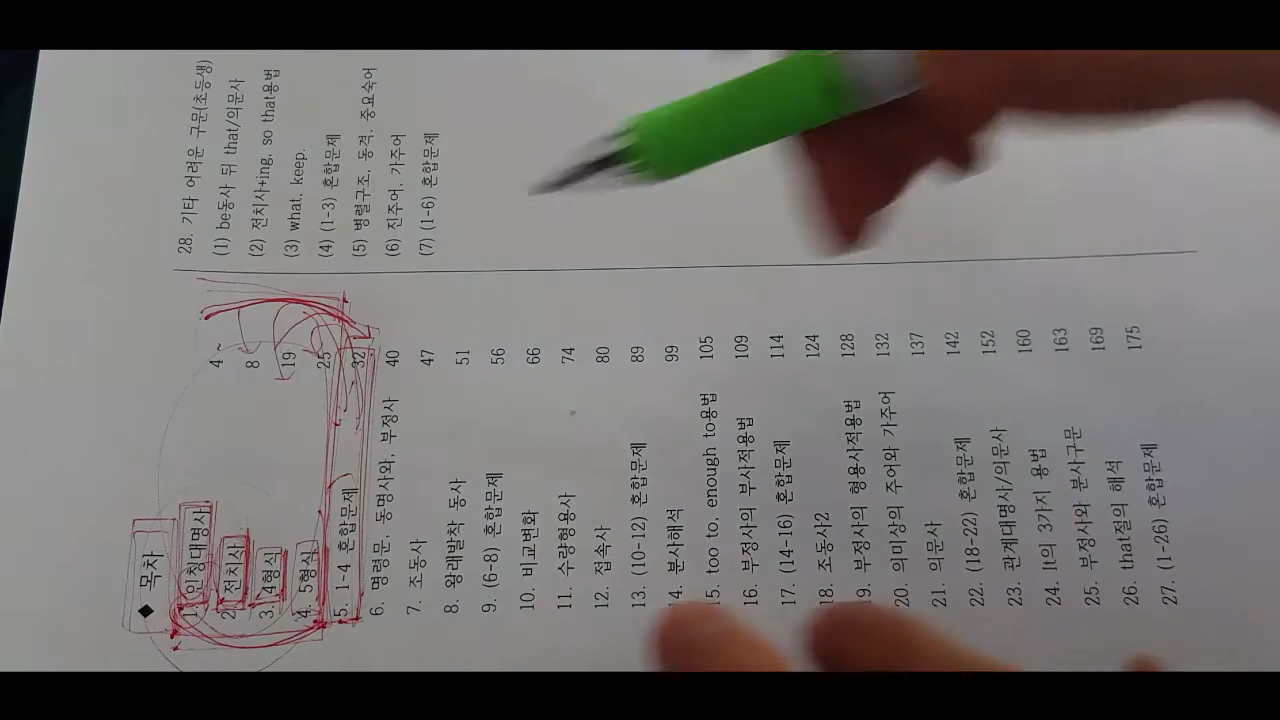 ◆ 목차
1. 인칭대명사 4 ~
2. 전치사 8
3. 4형식 19
4. 5형식 25
5. 1-4 혼합문제 32
6. 명령문, 동명사와, 부정사 40
7. 조동사 47
8. 왕래발착 동사 51
9. (6-8) 혼합문제 56
10. 비교변화 66
11. 수량형용사 74
12. 접속사 80
13. (10-12) 혼합문제 89
14. 분사해석 99
15. too to, enough to용법 105
16. 부정사의 부사적용법 109
17. (14-16) 혼합문제 114
18. 조동사2 124
19. 부정사의 형용사적용법 128
20. 의미상의 주어와 가주어 132
21. 의문사 137
22. (18-22) 혼합문제 142
23. 관계대명사/의문사 152
24. It의 3가지 용법 160
25. 부정사와 분사구문 163
26. that절의 해석 169
27. (1-26) 혼합문제 175
28. 기타 어려운 구문(초등생)
(1) be동사 뒤 that/의문사
(2) 전치사+ing, so that용법
(3) what, keep.
(4) (1-3) 혼합문제
(5) 병렬구조, 동격, 중요숙어
(6) 진주어, 가주어
(7) (1-6) 혼합문제